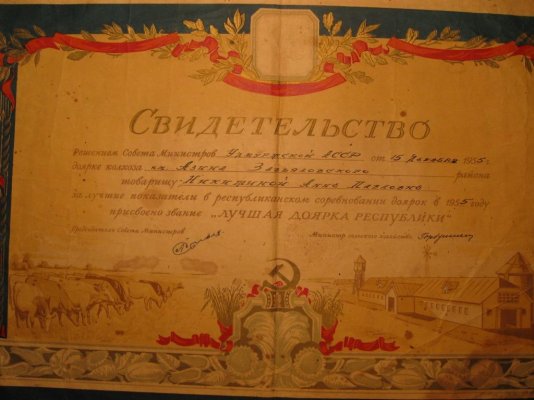 СВИДЕТЕЛЬСТВО
Решением Совета Министров Удмуртской АССР от 15 декабря 1955 г.
доярке колхоза им Азина Завьяловского района
товарищу Никитиной Анне Павловне
за лучшие показатели в республиканском соревновании доярок в 1955 году
присвоено звание „ЛУЧШАЯ ДОЯРКА РЕСПУБЛИКИ“
Председатель Совета Министров Министр сельского хозяйства